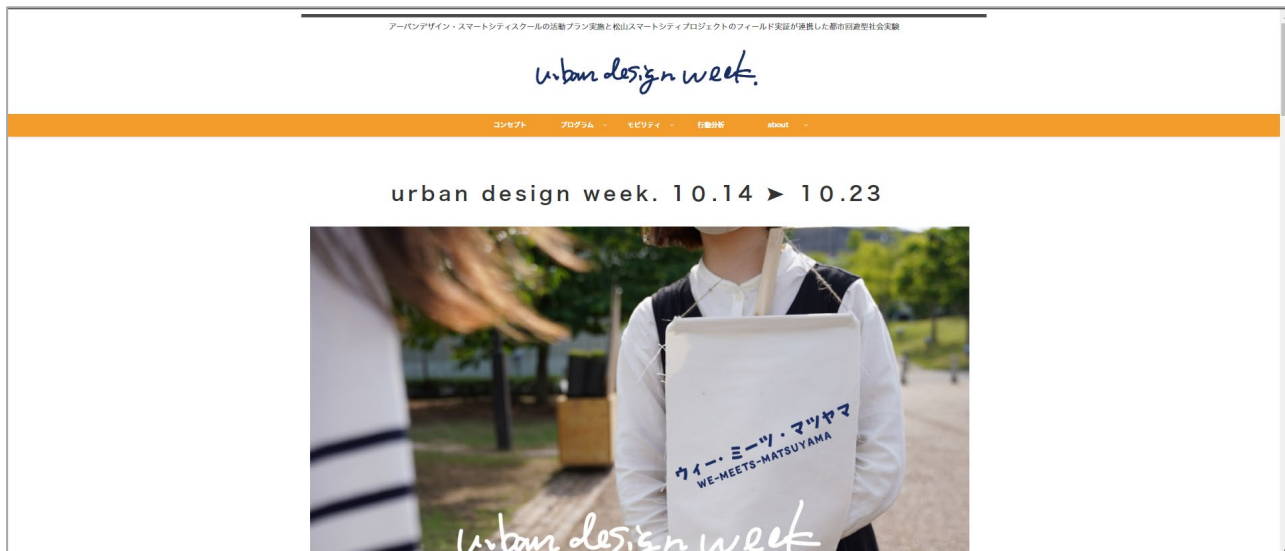 アーバンデザイン・スマートシティスクールの活動プラン実施と松山スマートシティプロジェクトのフィールド実証が連携した都市回遊型社会実験
urban design week.
コンセプト プログラム モビリティ 行動分析 about
urban design week. 10.14 ➤ 10.23
ウィー・ミーツ・マツヤマ
WE-MEETS-MATSUYAMA
urban design week